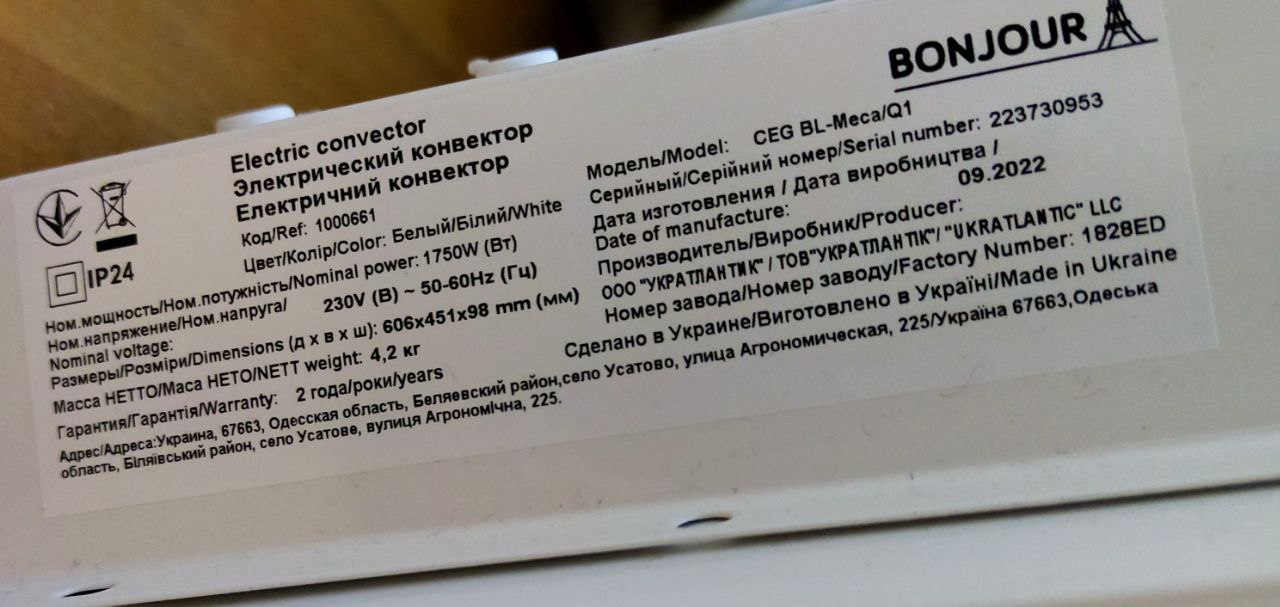 BONJOUR
Electric convector
Электрический конвектор
Електричний конвектор
Код/Ref: 1000661
Цвет/Колір/Color: Белый/Білий/White
IP24
Ном.мощность/Ном.потужність/Nominal power: 1750W (Вт)
Ном.напряжение/Ном.напруга/
Nominal voltage:
230V (В) ~ 50-60Hz (Гц)
Размеры/Розміри/Dimensions (д х в х ш): 606x451x98 mm (мм)
Масса НЕТТО/Маса НЕТО/NETT weight: 4,2 кг
Гарантия/Гарантія/Warranty: 2 года/роки/years
Модель/Model: CEG BL-Meca/Q1
Серийный/Серійний номер/Serial number: 223730953
Дата изготовления / Дата виробництва /
Date of manufacture:
09.2022
Производитель/Виробник/Producer:
ООО "УКРАТЛАНТИК" / ТОВ"УКРАТЛАНТІК"/ "UKRATLANTIC" LLC
Номер завода/Номер заводу/Factory Number: 1828ED
Сделано в Украине/Виготовлено в Україні/Made in Ukraine
Адрес/Адреса:Украина, 67663, Одесская область, Беляевский район,село Усатово, улица Агрономическая, 225/Україна 67663,Одеська
область, Біляївський район, село Усатове, вулиця Агрономічна, 225.